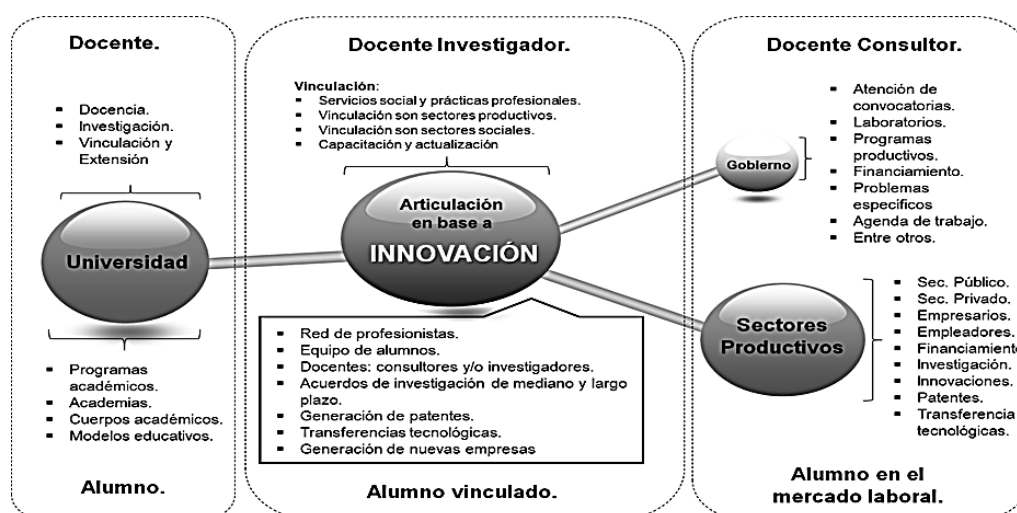 Docente.
▪ Docencia.
▪ Investigación.
▪ Vinculación y
Extensión
Universidad
▪ Programas
académicos.
▪ Academias.
▪ Cuerpos académicos.
▪ Modelos educativos.
Alumno.
Docente Investigador.
Vinculación:
▪ Servicios social y prácticas profesionales.
▪ Vinculación son sectores productivos.
▪ Vinculación son sectores sociales.
▪ Capacitación y actualización
Articulación
en base a
INNOVACIÓN
▪ Red de profesionistas.
▪ Equipo de alumnos.
▪ Docentes: consultores y/o investigadores.
▪ Acuerdos de investigación de mediano y largo
plazo.
▪ Generación de patentes.
▪ Transferencias tecnológicas.
▪ Generación de nuevas empresas
Alumno vinculado.
Docente Consultor.
Gobierno
▪ Atención de
convocatorias.
▪ Laboratorios.
▪ Programas
productivos.
▪ Financiamiento.
▪ Problemas
especificos
▪ Agenda de trabajo.
▪ Entre otros.
Sectores
Productivos
▪ Sec. Público.
▪ Sec. Privado.
▪ Empresarios.
▪ Empleadores.
▪ Financiamiento
▪ Investigación.
▪ Innovaciones.
▪ Patentes.
▪ Transferencia
tecnológicas.
Alumno en el
mercado laboral.